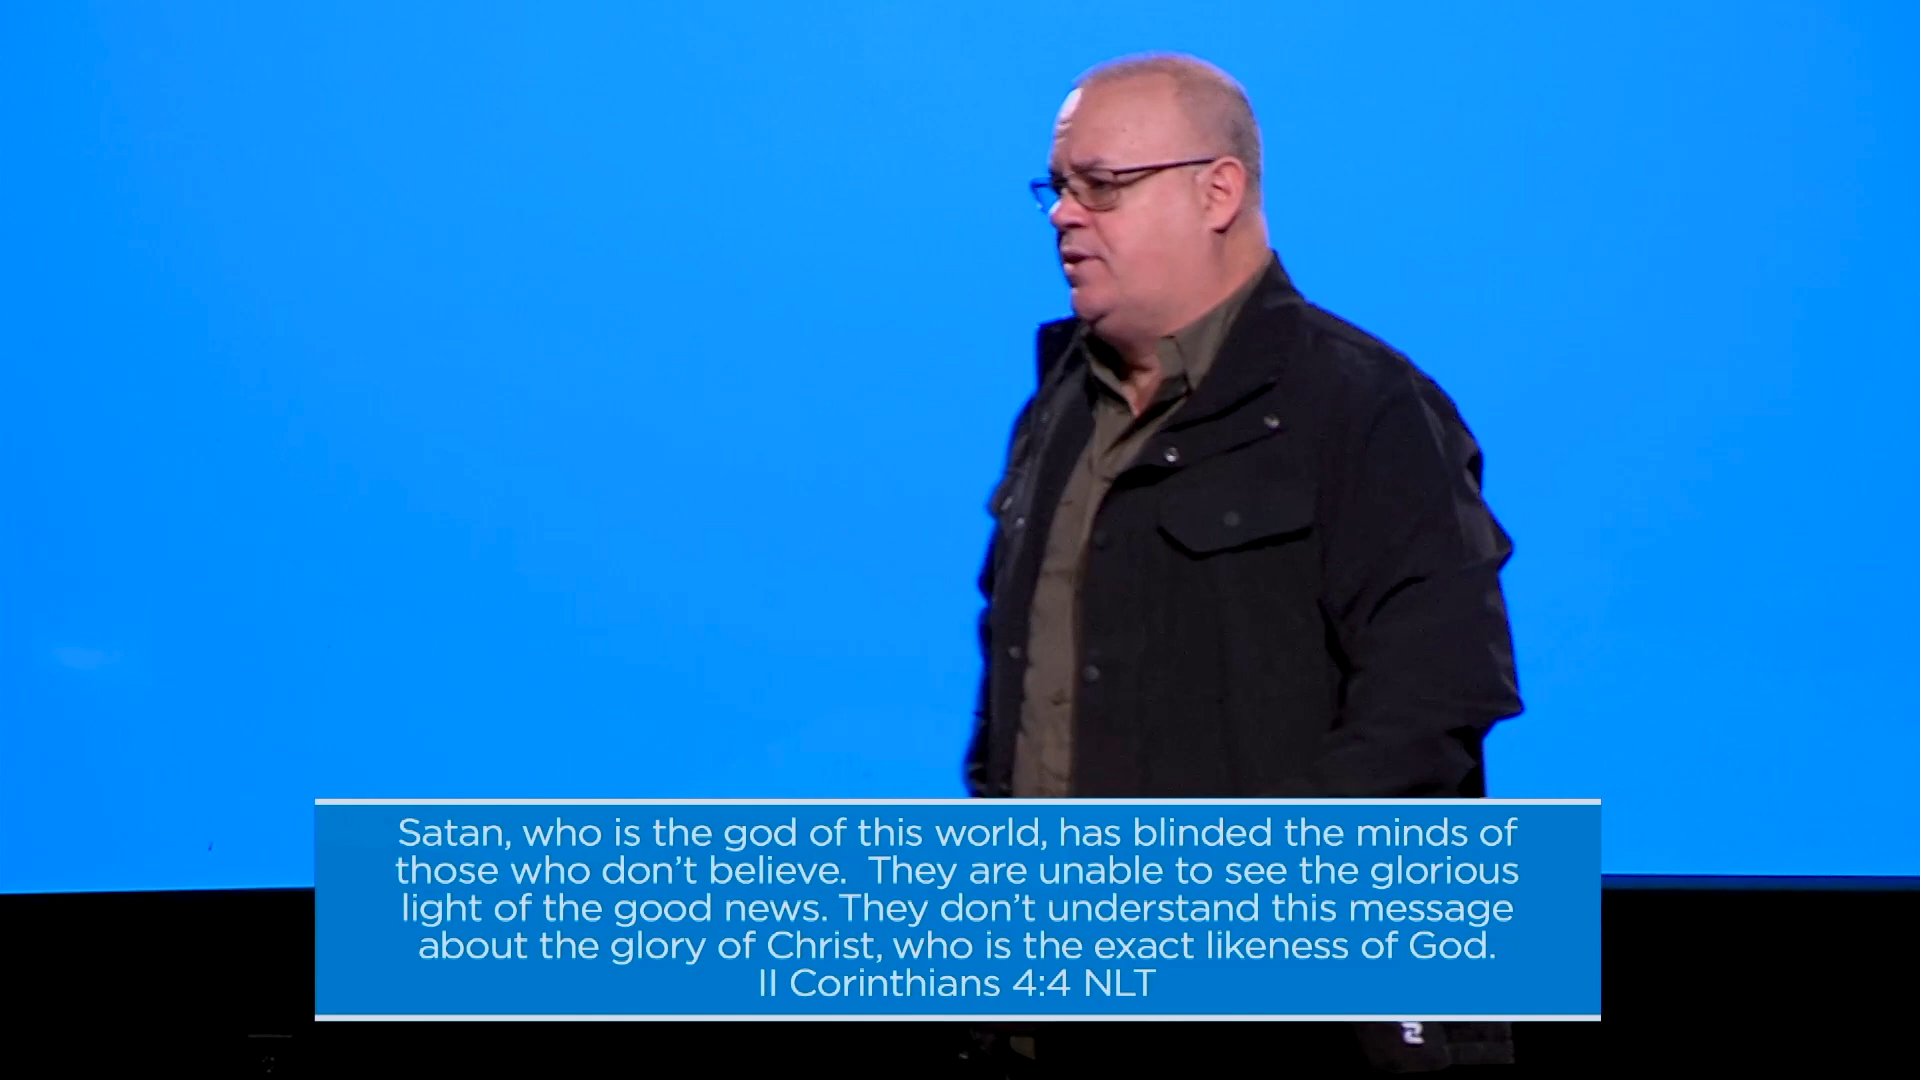 Satan, who is the god of this world, has blinded the minds of
those who don't believe.  They are unable to see the glorious
light of the good news. They don't understand this message
about the glory of Christ, who is the exact likeness of God.
II Corinthians 4:4 NLT